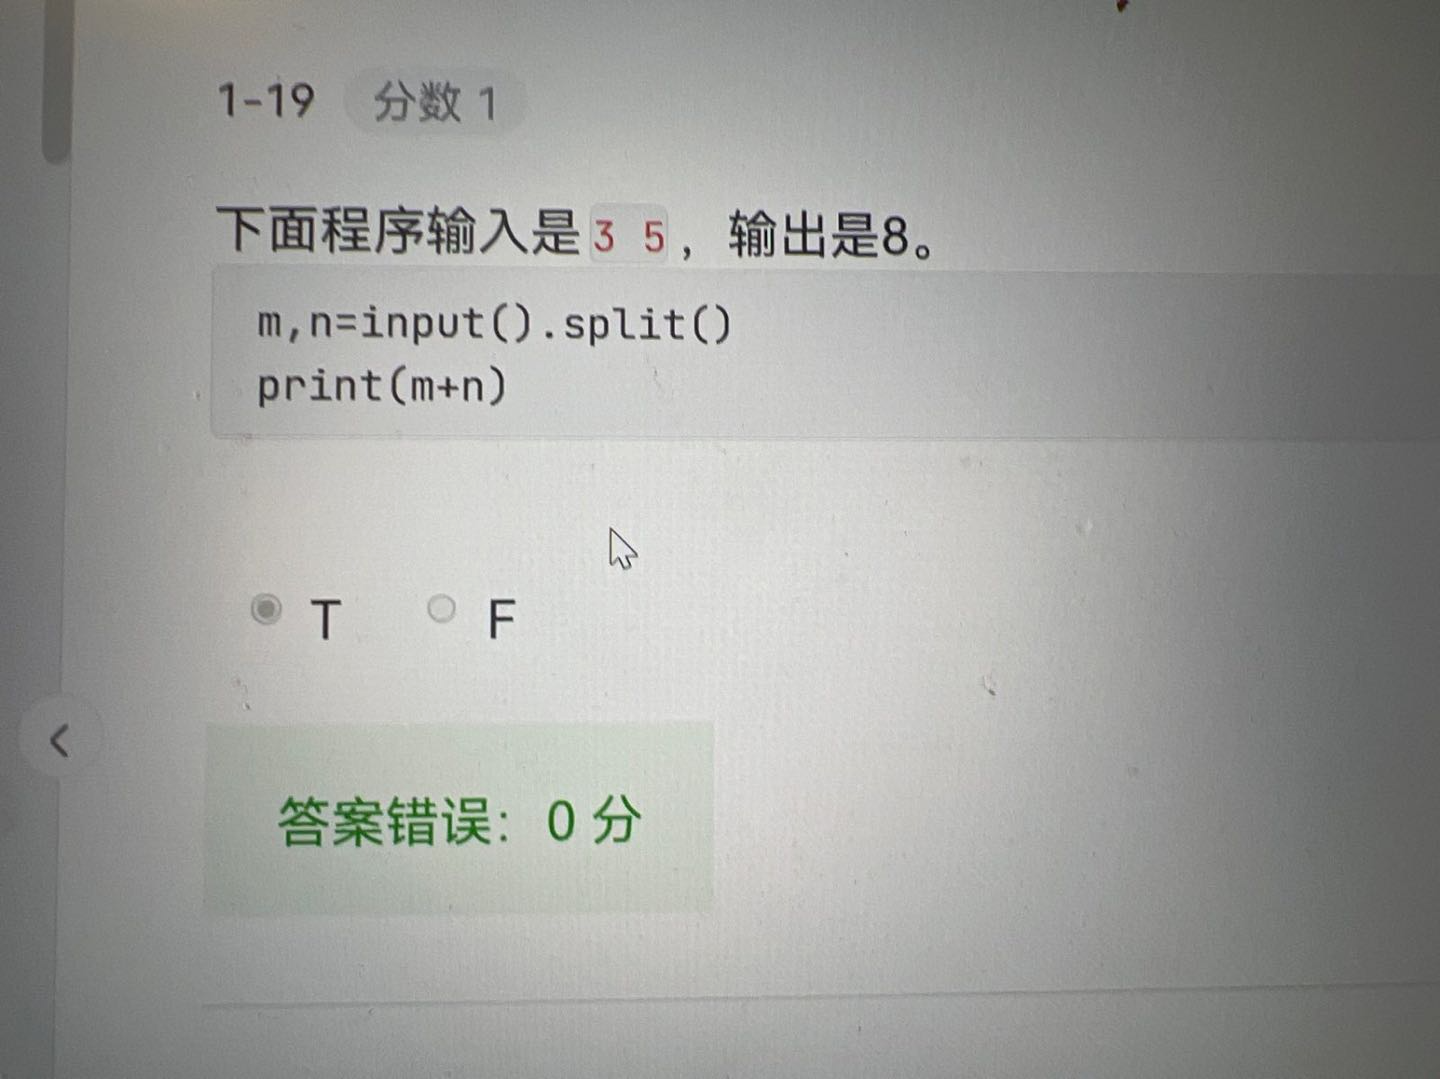 1-19 分数 1
下面程序输入是3 5，输出是8。
m,n=input().split()
print(m+n)
T F
答案错误：0 分